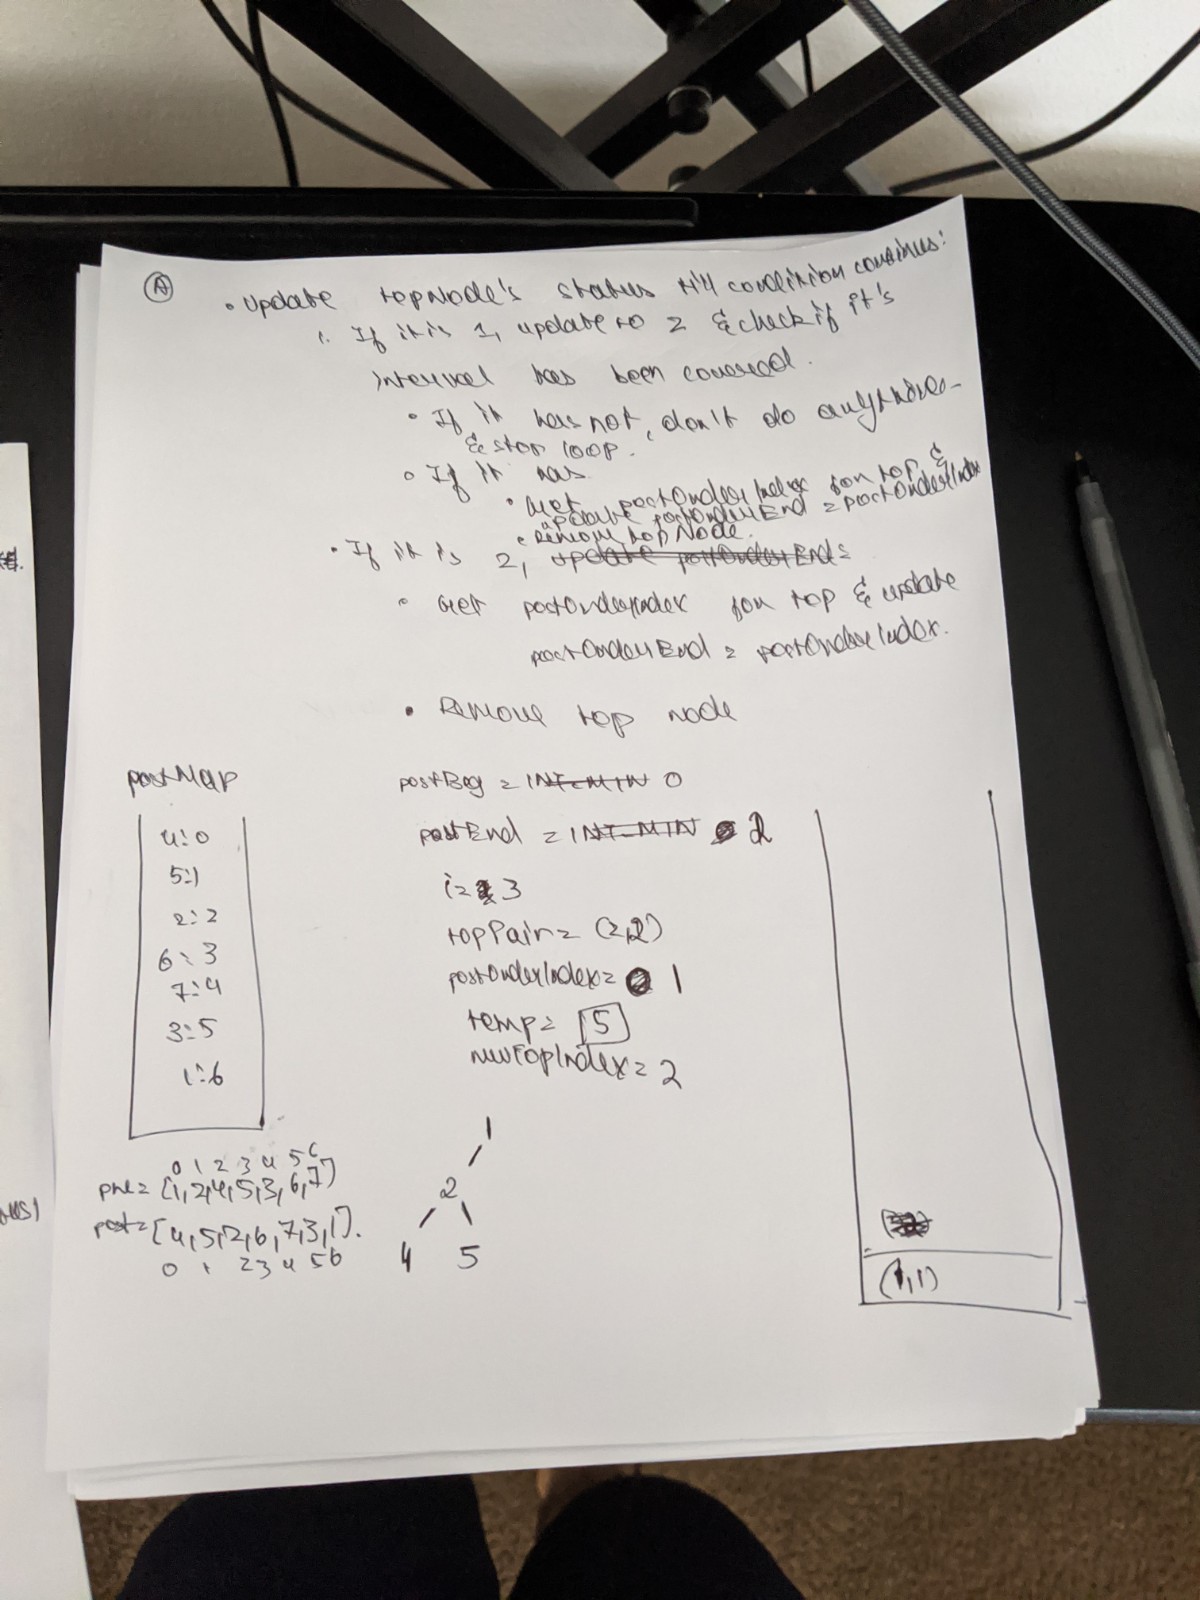 A
• Update topNode's status till condition continues:
1. If it is 1, update to 2 & check if it's
interval has been covered.
• If it has not, don't do anymore
& stop loop.
• If it has
• Get postOrderIndex for top, &
update postOrderEnd = postOrderIndex
• Remove top Node.
• If it is 2, update postOrderEnd =
• Get postOrderIndex for top & update
postOrderEnd = postOrderIndex.
• Remove top node
postMap
4:0
5:1
2:2
6:3
7:4
3:5
1:6
postBeg = INT-MIN 0
postEnd = INT-MIN 2
i = 3
topPair = (2,2)
postOrderIndex = 1
temp = 5
newTopIndex = 2
0 1 2 3 4 5 6
pre = [1,2,4,5,3,6,7]
post = [4,5,2,6,7,3,1].
0 1 2 3 4 5 6
1
2
4 5
(1,1)